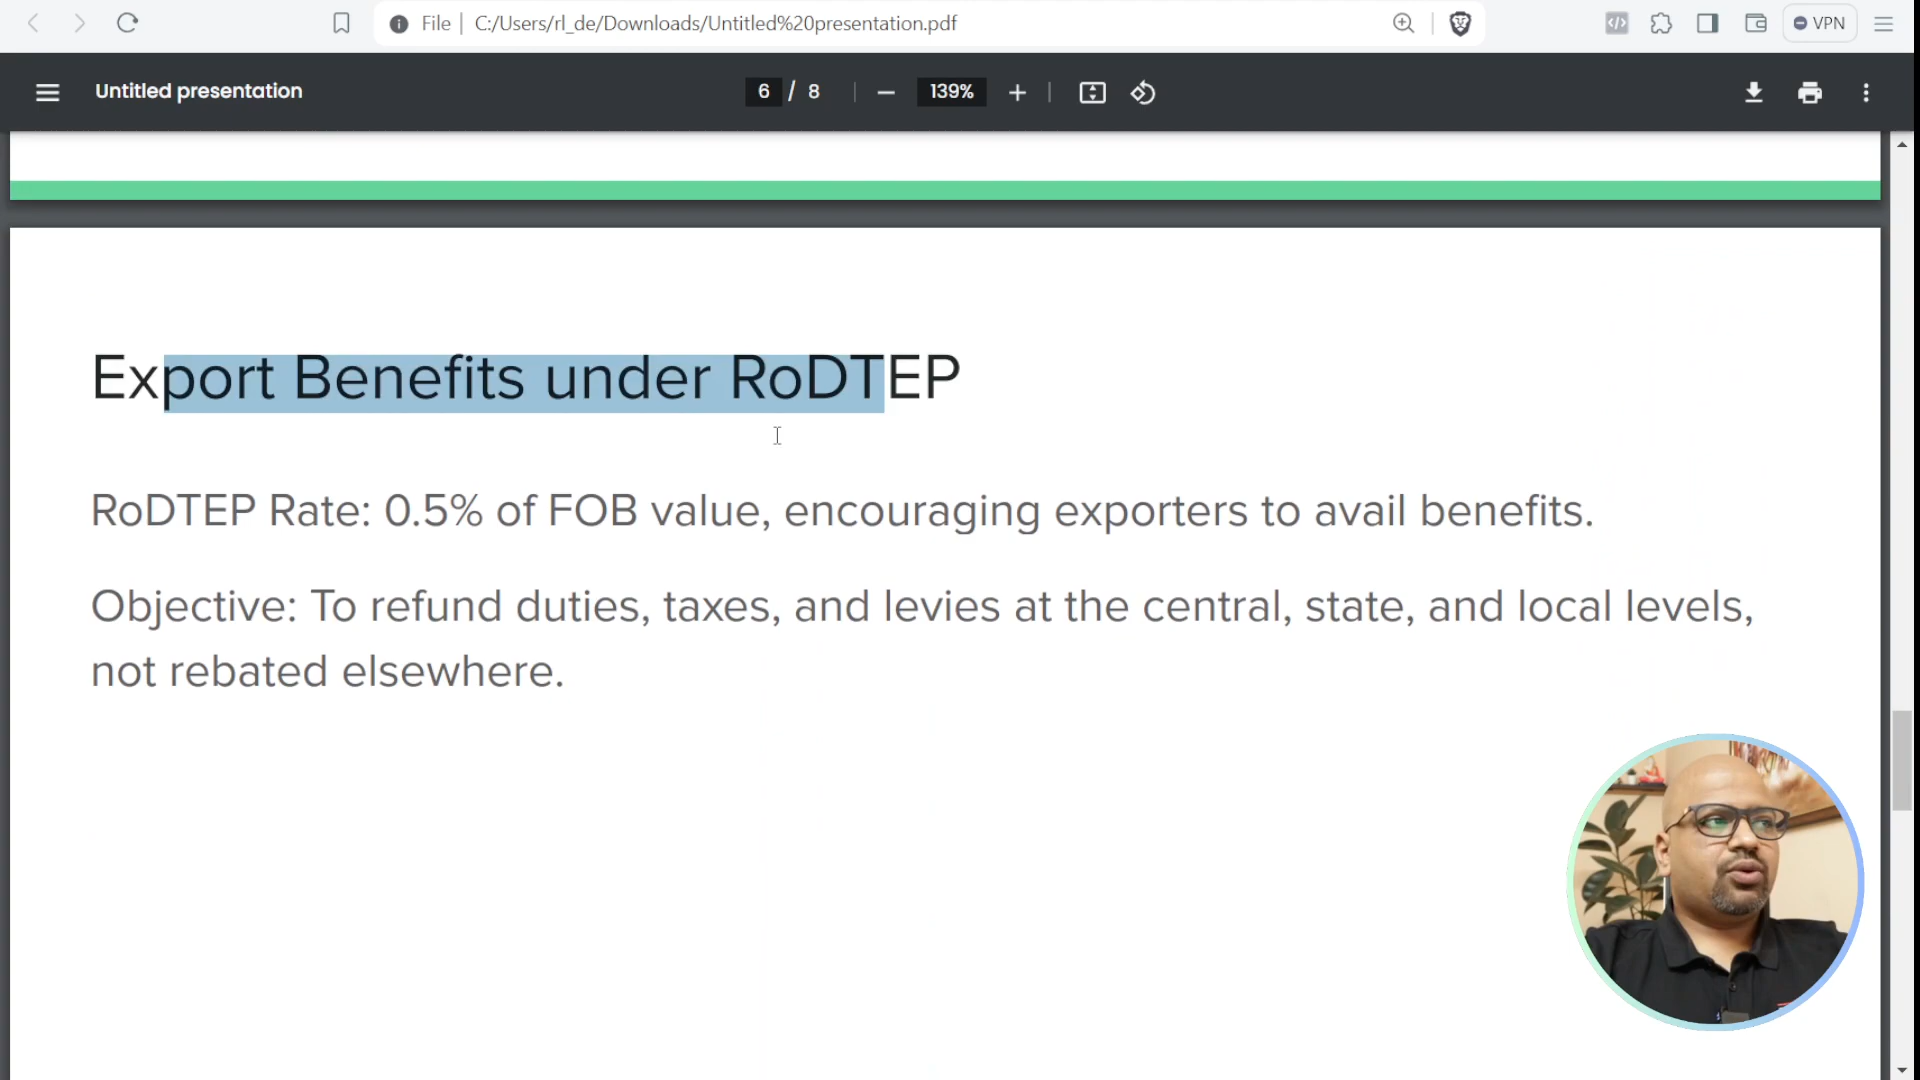 File | C:/Users/rl_de/Downloads/Untitled%20presentation.pdf
VPN
Untitled presentation
6 / 8
139%
Export Benefits under RoDTEP
RoDTEP Rate: 0.5% of FOB value, encouraging exporters to avail benefits.
Objective: To refund duties, taxes, and levies at the central, state, and local levels,
not rebated elsewhere.